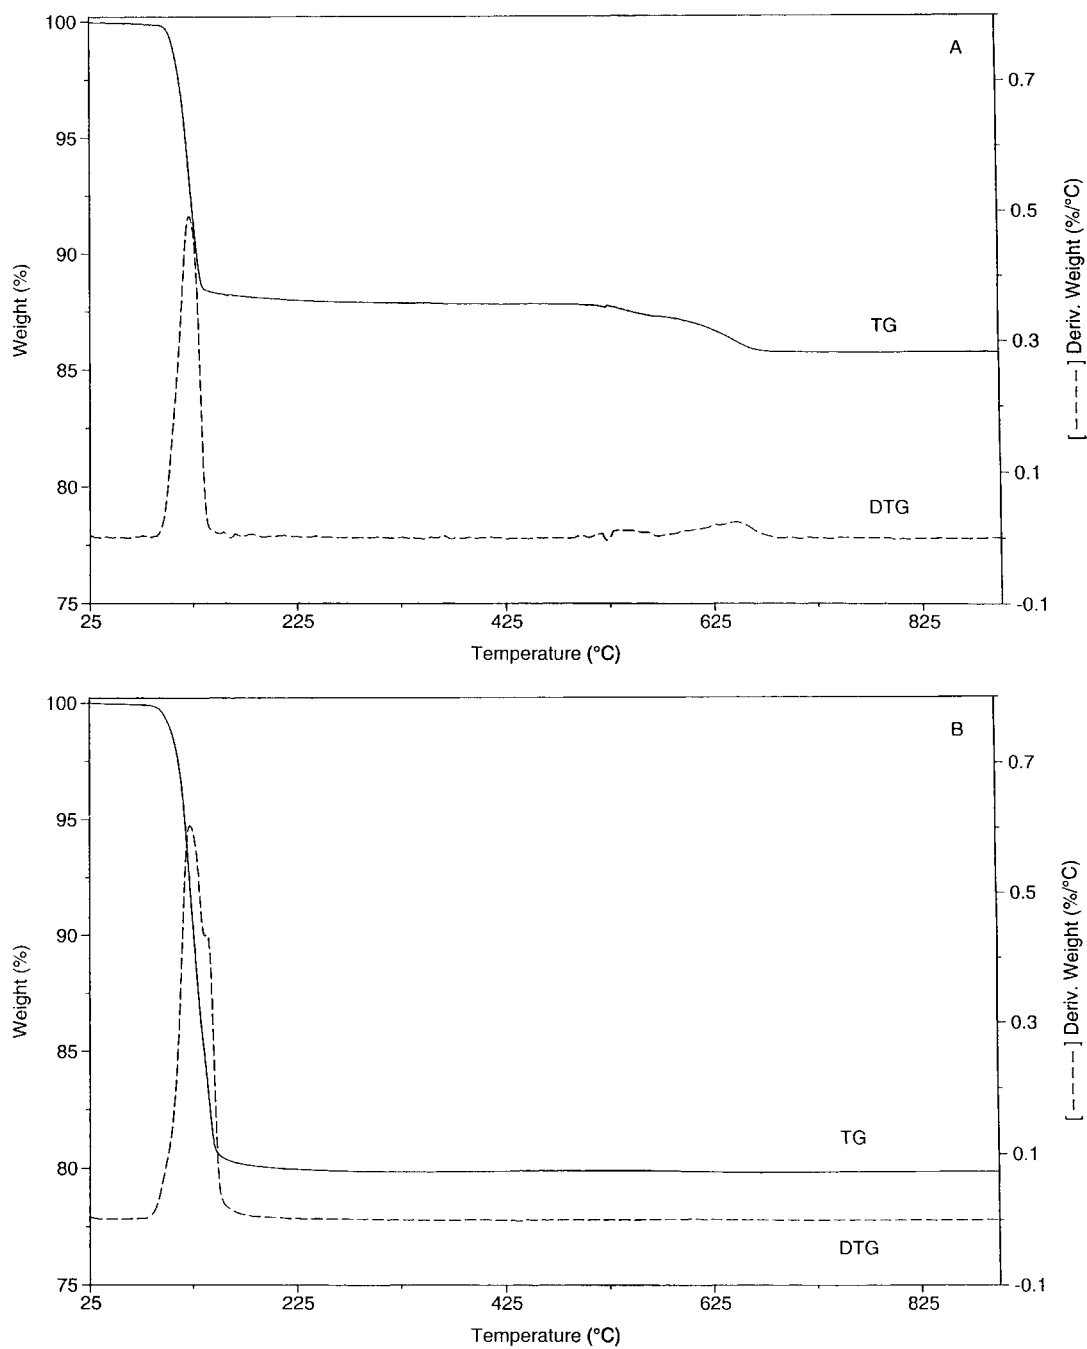 A
100
95
90
85
80
75
Weight (%)
0.7
0.5
0.3
0.1
-0.1
[ – – – – ] Deriv. Weight (%/°C)
TG
DTG
25
225
425
625
825
Temperature (°C)
B
100
95
90
85
80
75
Weight (%)
0.7
0.5
0.3
0.1
-0.1
[ – – – – ] Deriv. Weight (%/°C)
TG
DTG
25
225
425
625
825
Temperature (°C)